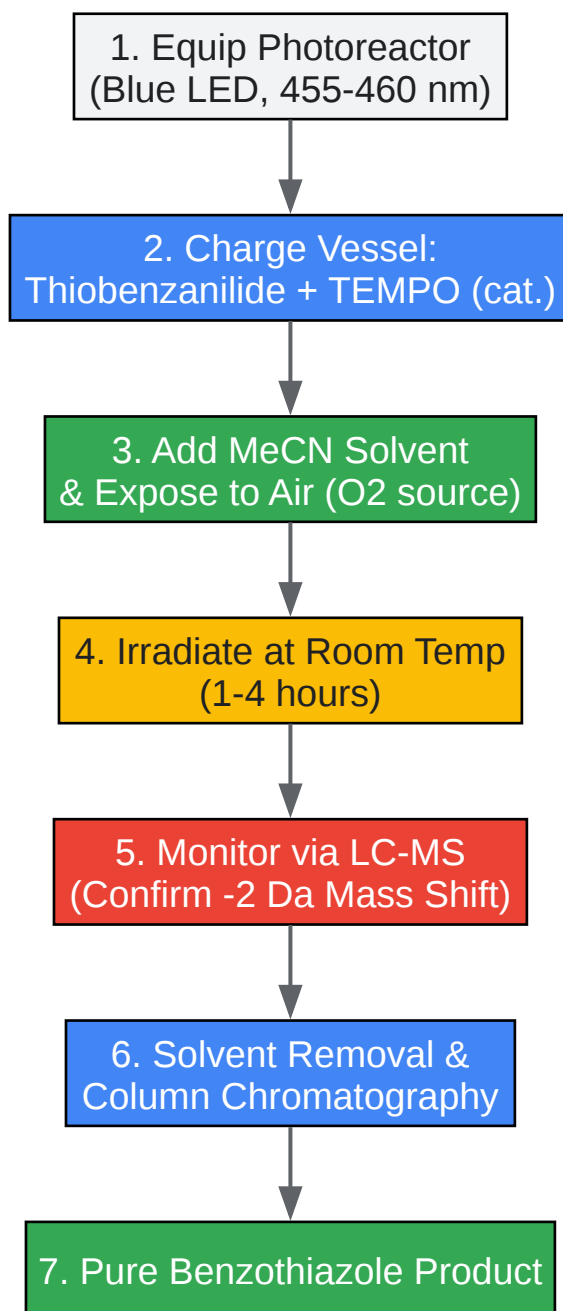 1. Equip Photoreactor
(Blue LED, 455-460 nm)
2. Charge Vessel:
Thiobenzanilide + TEMPO (cat.)
3. Add MeCN Solvent
& Expose to Air (O2 source)
4. Irradiate at Room Temp
(1-4 hours)
5. Monitor via LC-MS
(Confirm -2 Da Mass Shift)
6. Solvent Removal &
Column Chromatography
7. Pure Benzothiazole Product